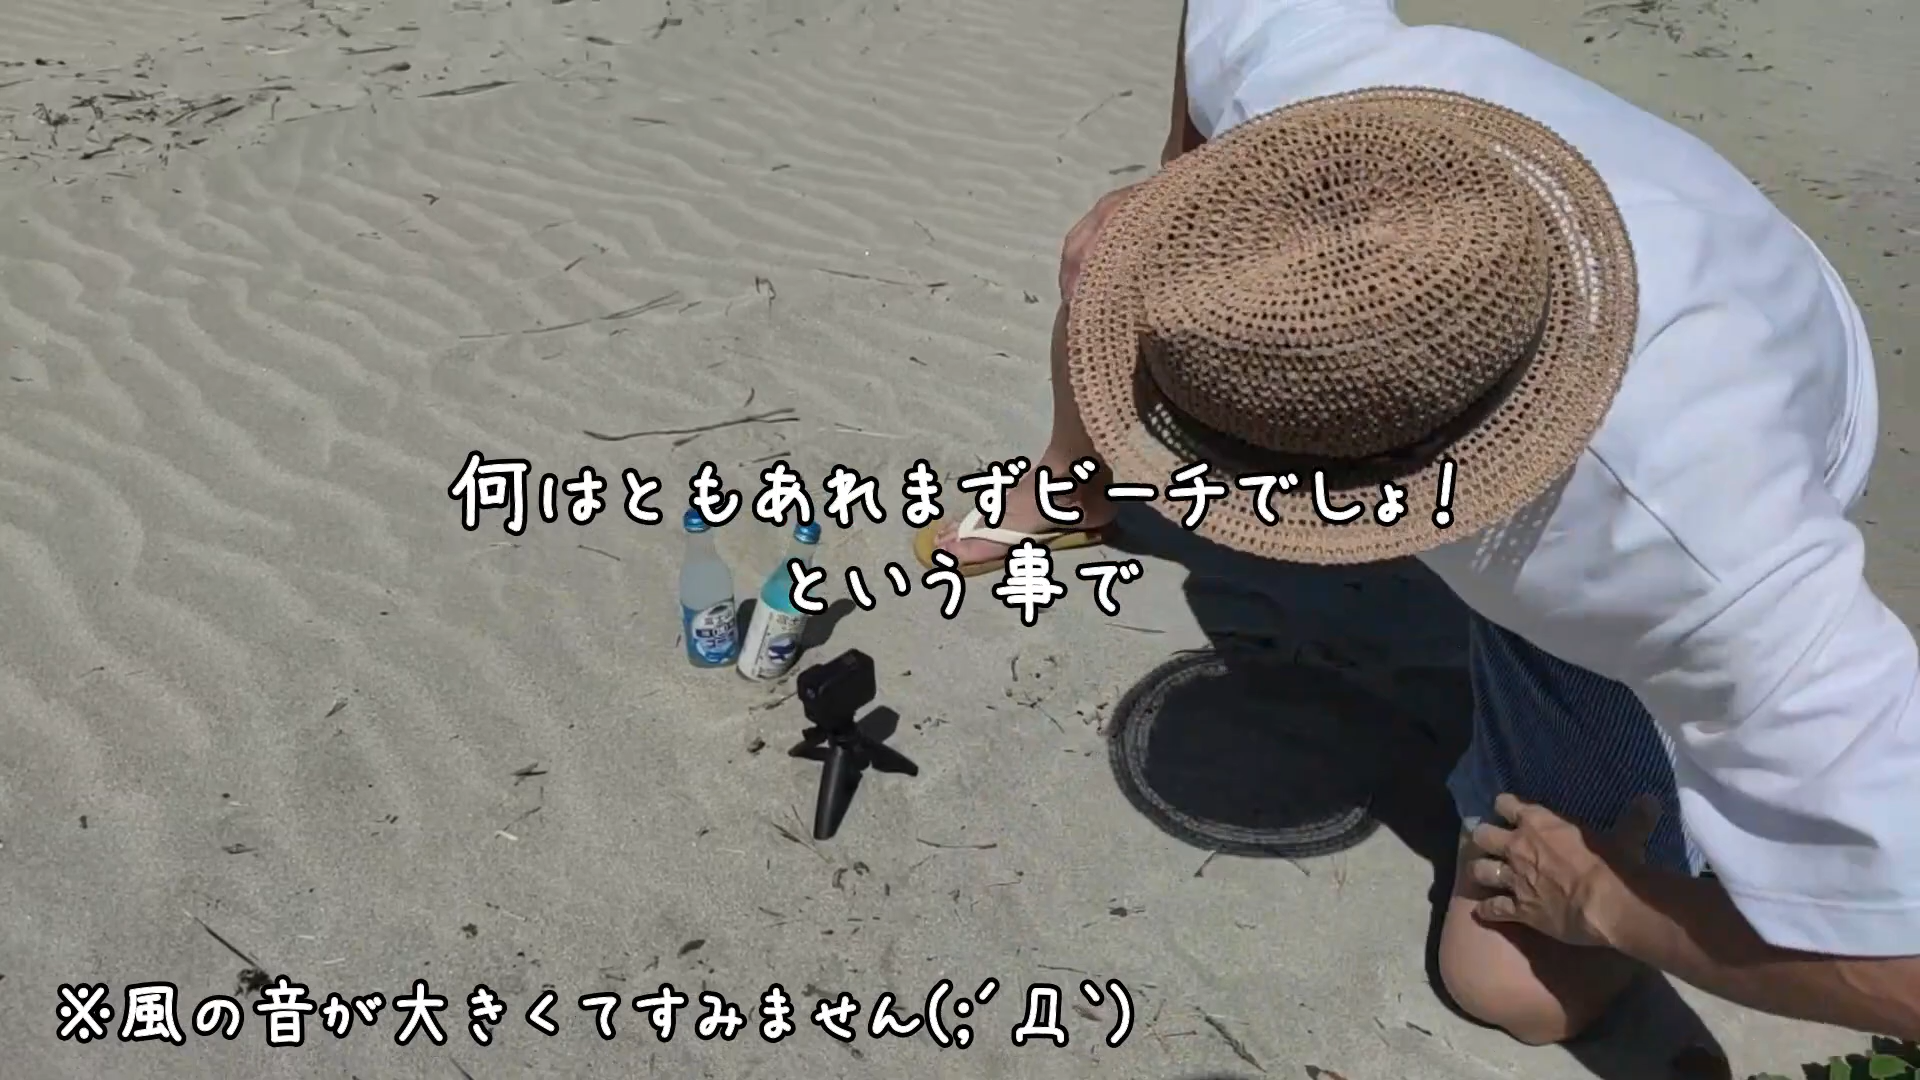 何はともあれまずビーチでしょ！
という事で
※風の音が大きくてすみません(;´Д｀)